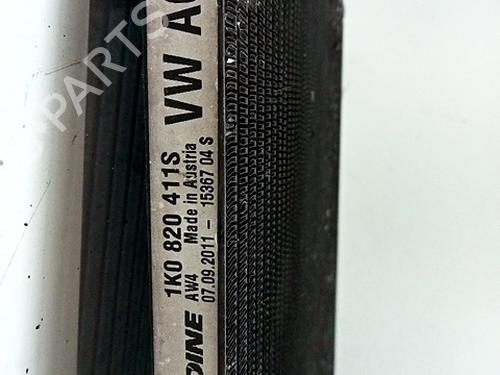 VW AG
1K0 820 411S
AW4 Made in Austria
07.09.2011 - 15367 04 S
DINE
PARTS